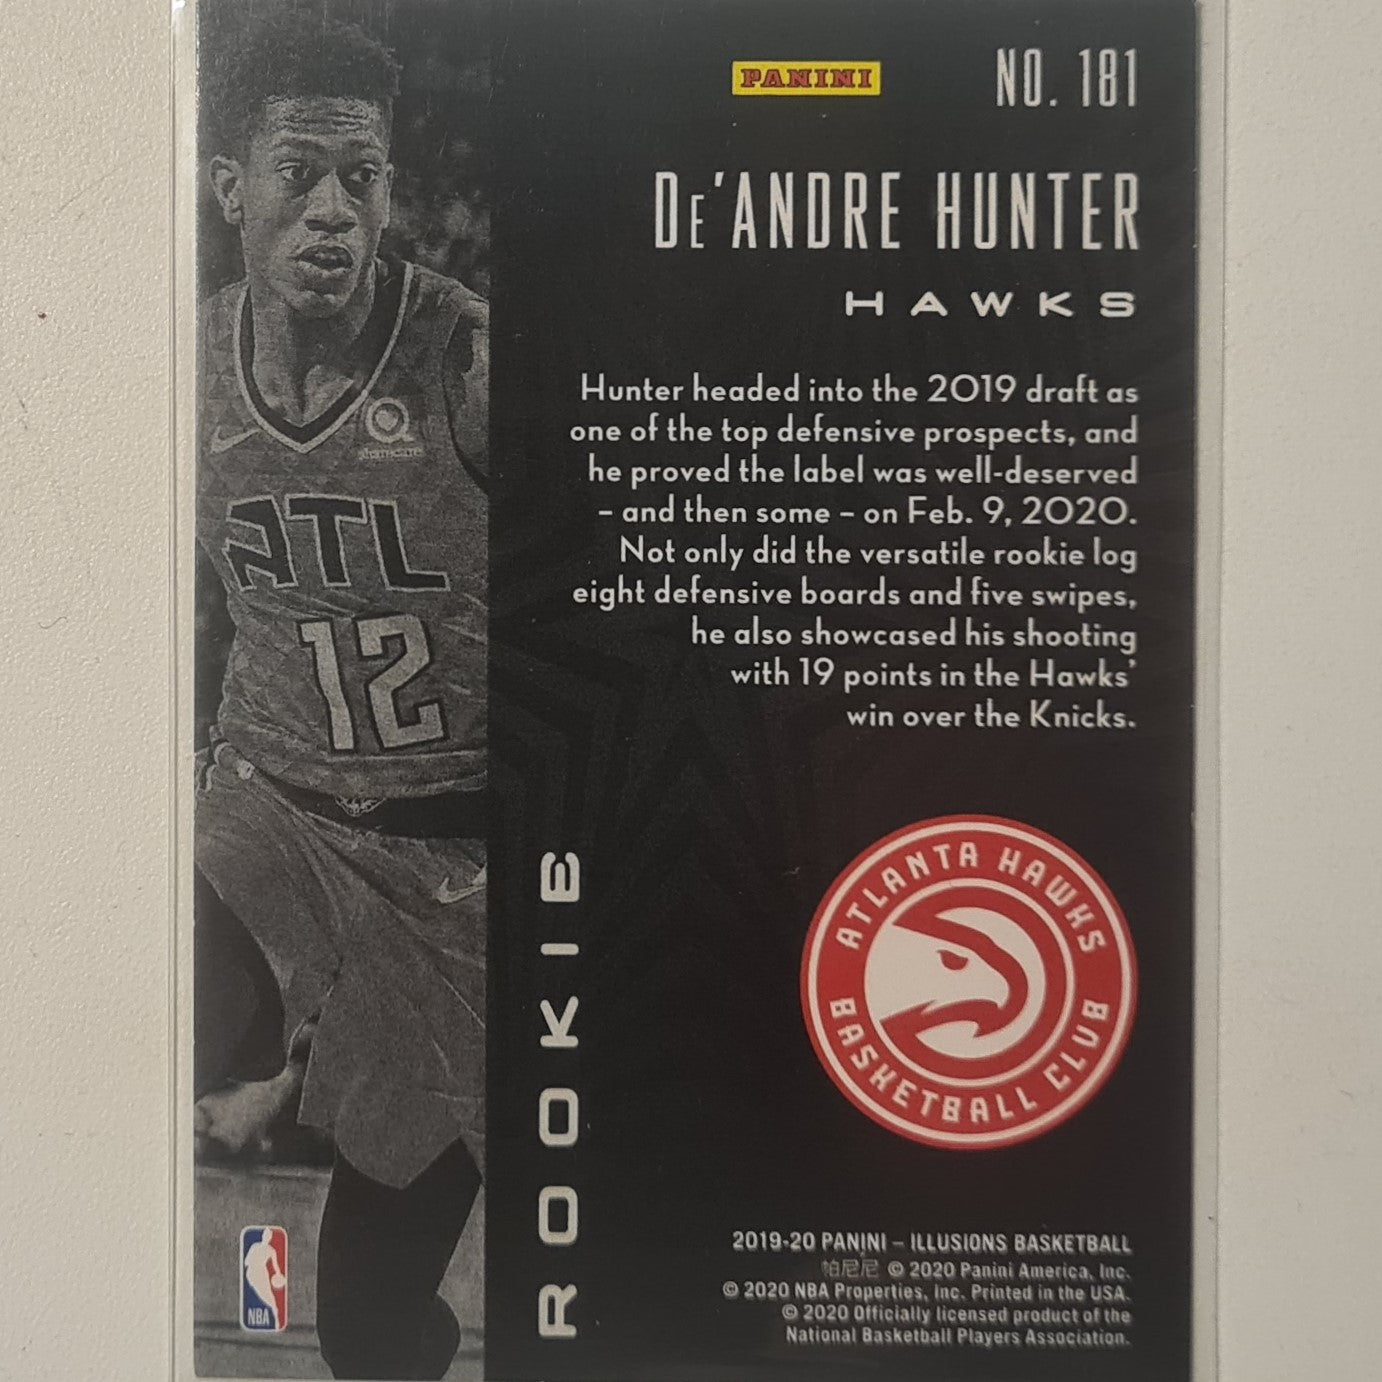 PANINI
NO. 181
DE'ANDRE HUNTER
HAWKS
Hunter headed into the 2019 draft as
one of the top defensive prospects, and
he proved the label was well-deserved
– and then some – on Feb. 9, 2020.
Not only did the versatile rookie log
eight defensive boards and five swipes,
he also showcased his shooting
with 19 points in the Hawks'
win over the Knicks.
sharecare
ATL
12
ROOKIE
ATLANTA HAWKS
BASKETBALL CLUB
NBA
2019-20 PANINI – ILLUSIONS BASKETBALL
帕尼尼 © 2020 Panini America, Inc.
© 2020 NBA Properties, Inc. Printed in the USA.
© 2020 Officially licensed product of the
National Basketball Players Association.